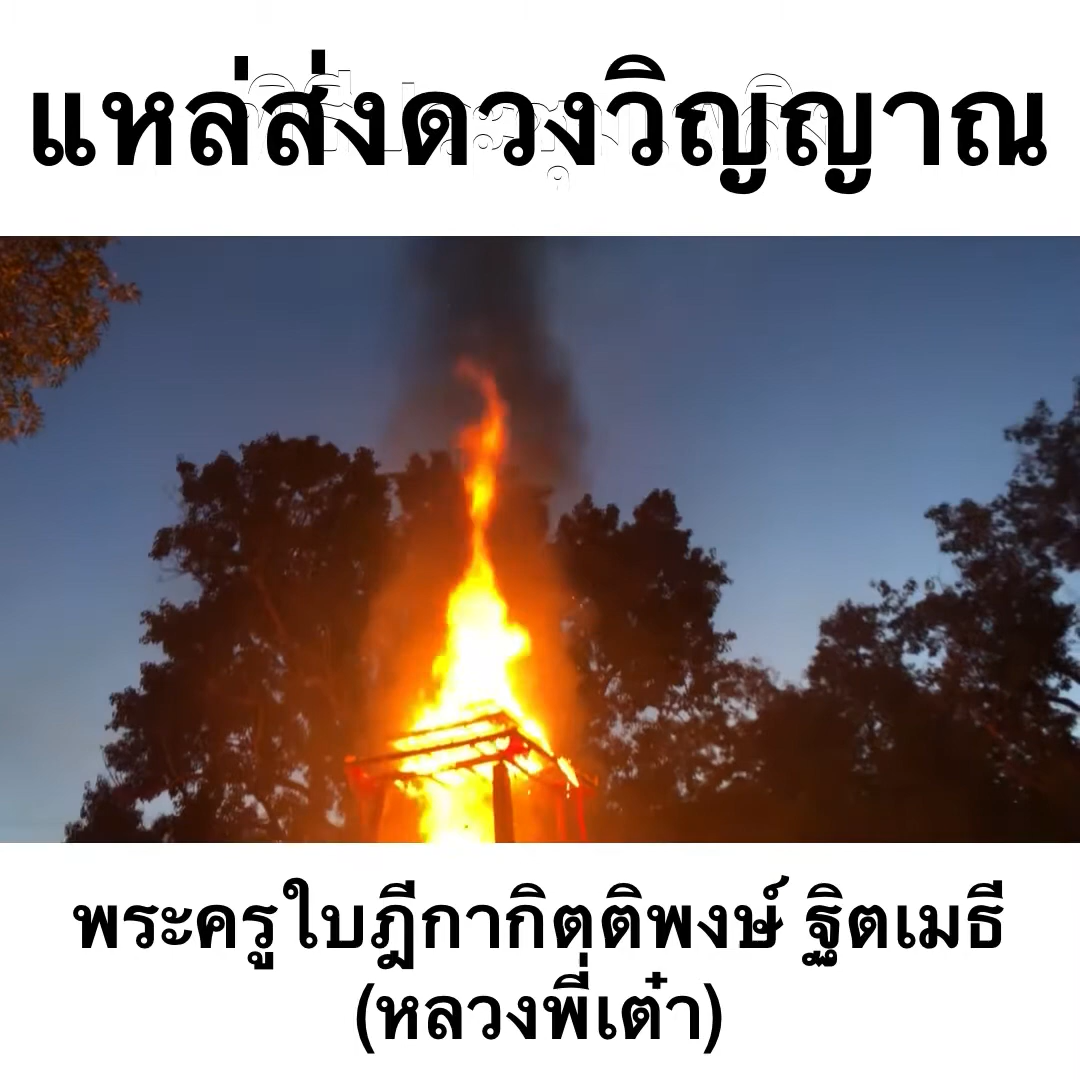 แหล่ส่งดวงวิญญาณ
พระครูใบฎีกากิตติพงษ์ ฐิตเมธี
(หลวงพี่เต๋า)